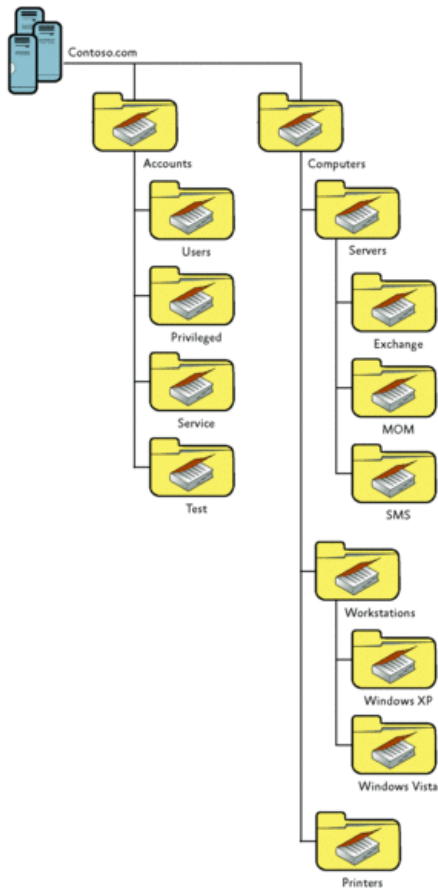 Contoso.com
Accounts
Computers
Users
Servers
Privileged
Exchange
Service
MOM
Test
SMS
Workstations
Windows XP
Windows Vista
Printers